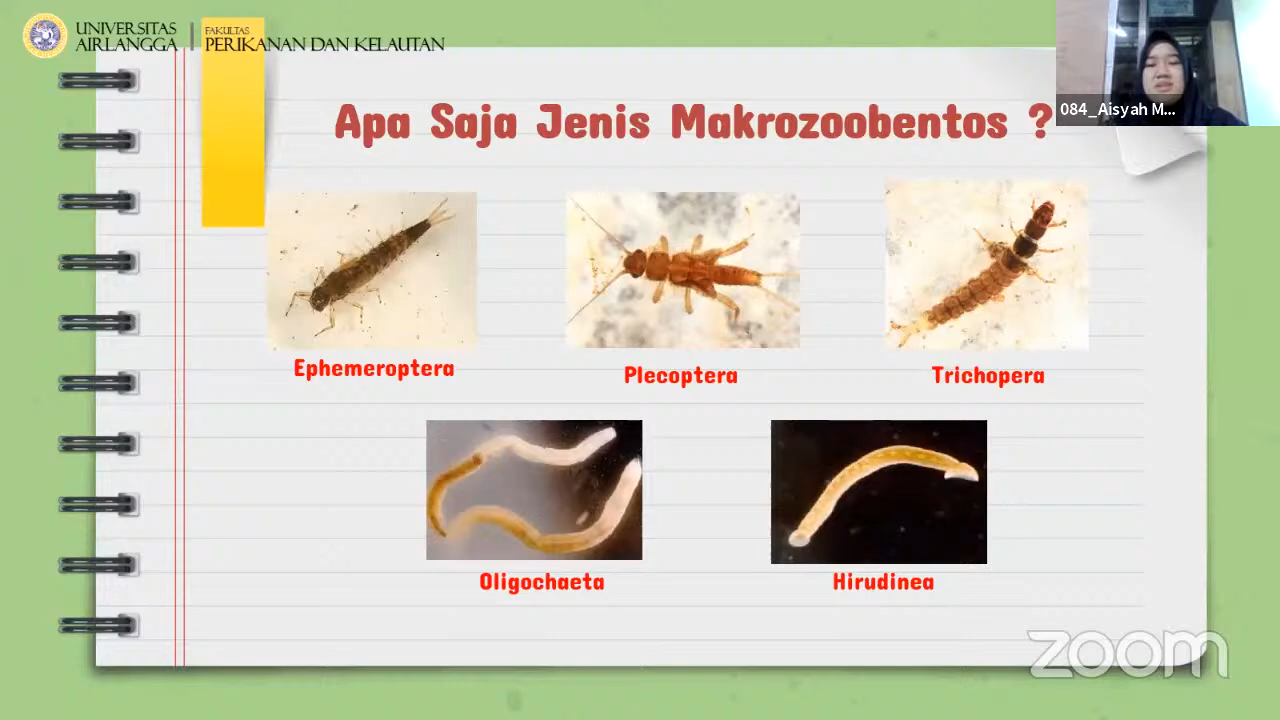 UNIVERSITAS
AIRLANGGA
FAKULTAS
PERIKANAN DAN KELAUTAN
084_Aisyah M...
Apa Saja Jenis Makrozoobentos ?
Ephemeroptera
Plecoptera
Trichopera
Oligochaeta
Hirudinea
zoom